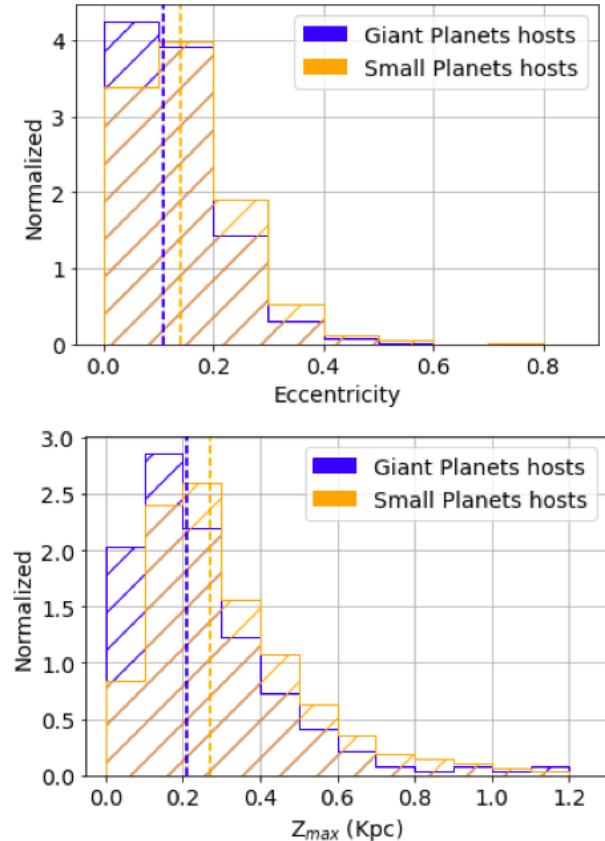 4
3
2
1
0
Normalized
Giant Planets hosts
Small Planets hosts
0.0 0.2 0.4 0.6 0.8
Eccentricity
3.0
2.5
2.0
1.5
1.0
0.5
0.0
Normalized
Giant Planets hosts
Small Planets hosts
0.0 0.2 0.4 0.6 0.8 1.0 1.2
Zmax (Kpc)